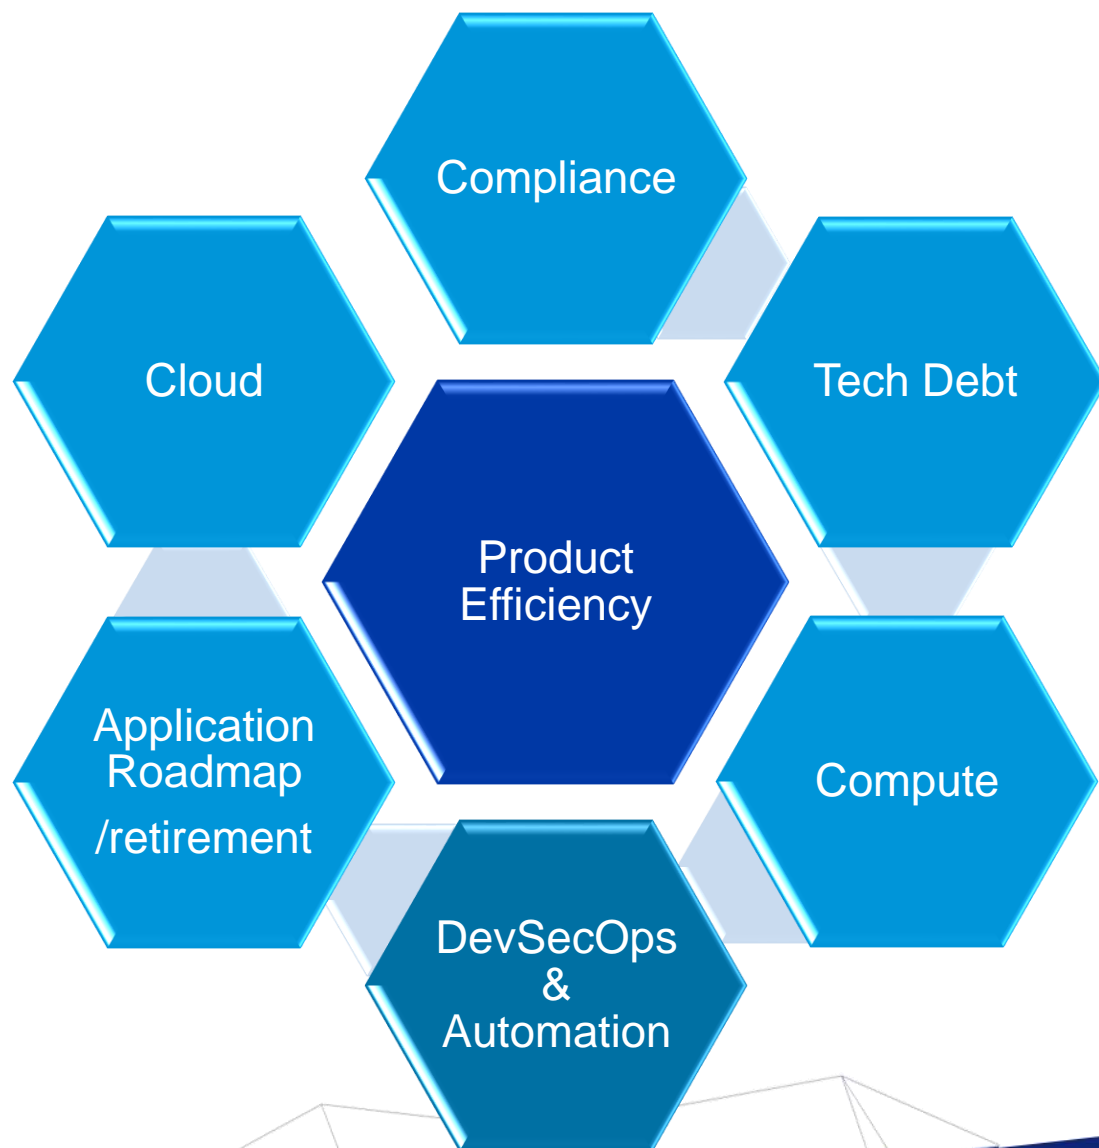 Compliance
Cloud
Tech Debt
Product
Efficiency
Application
Roadmap
/retirement
Compute
DevSecOps
&
Automation